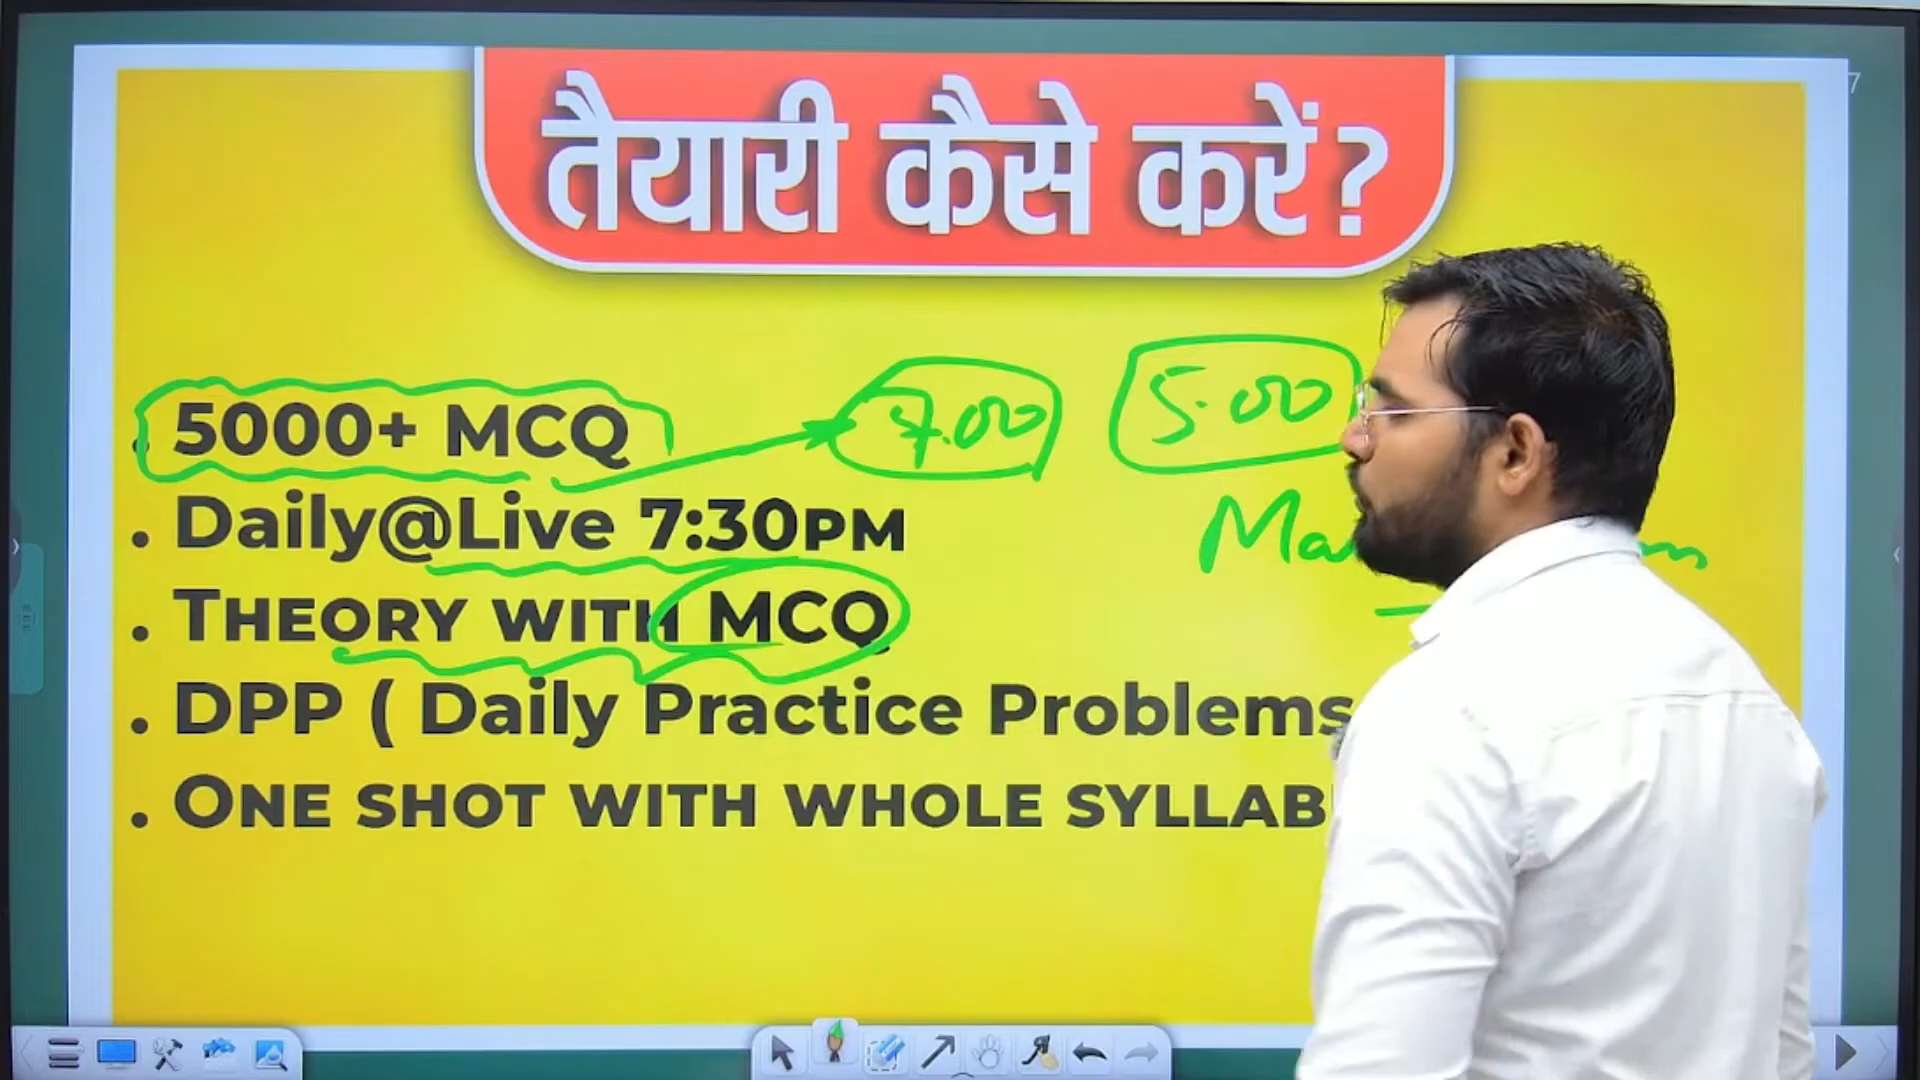 तैयारी कैसे करें?
7
. 5000+ MCQ
7.00
5.00
. Daily@Live 7:30PM
. THEORY WITH MCQ
. DPP ( Daily Practice Problems
. ONE SHOT WITH WHOLE SYLLAB